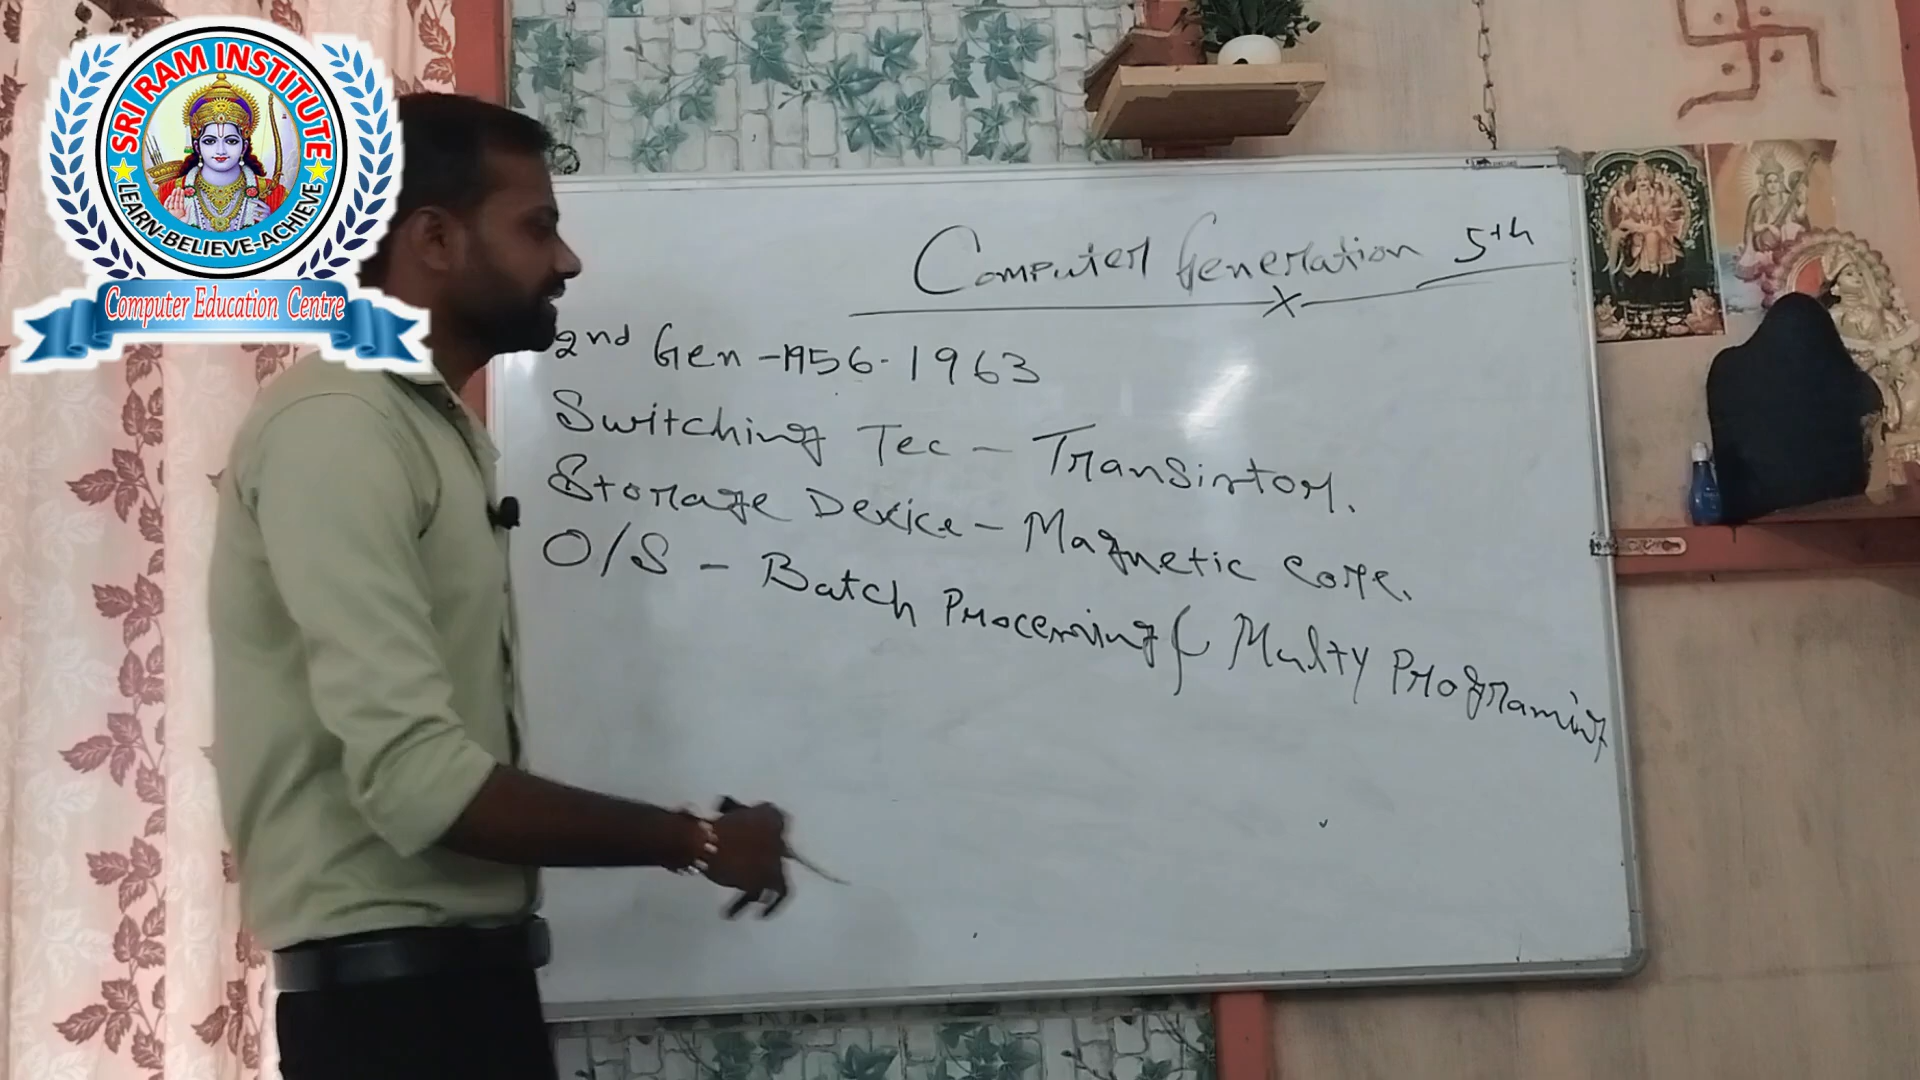 SRI RAM INSTITUTE
LEARN-BELIEVE-ACHIEVE
Computer Education Centre
Computer Generation 5th
2nd Gen - 1956-1963
Switching Tec - Transistor.
Storage Device - Magnetic Core.
O/S - Batch Processing & Multy Programing